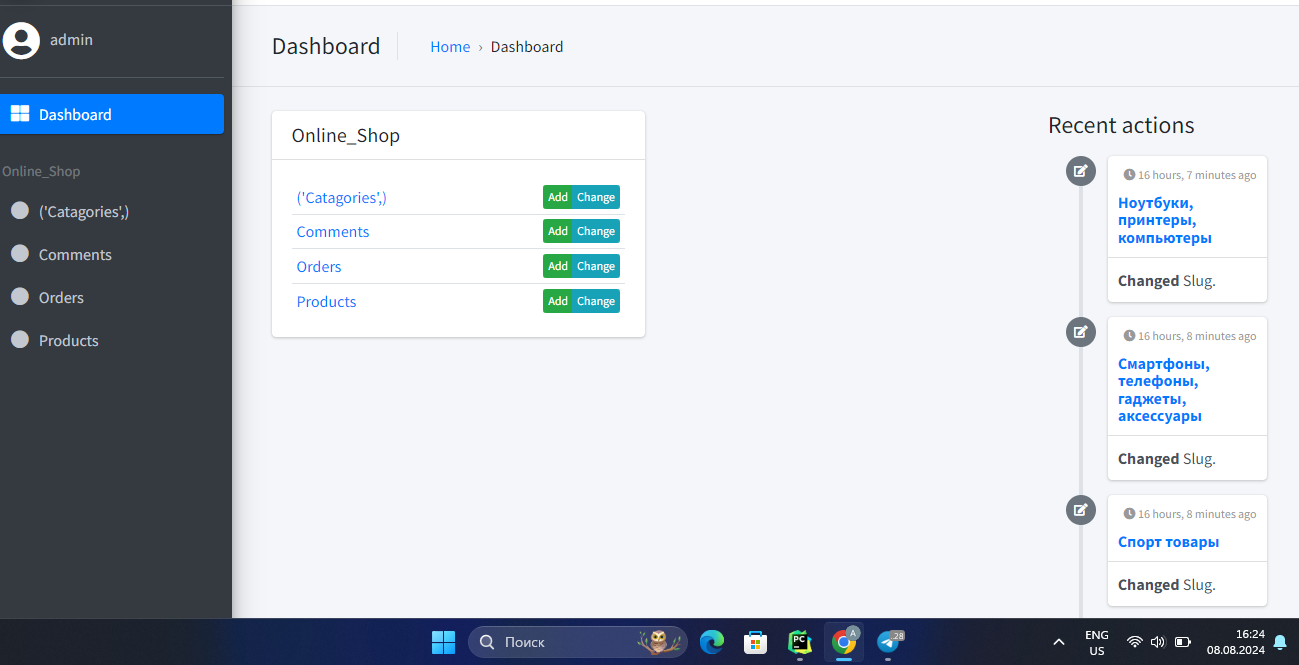 admin
Dashboard
Online_Shop
('Catagories',)
Comments
Orders
Products
Dashboard
Home › Dashboard
Online_Shop
('Catagories',) Add Change
Comments Add Change
Orders Add Change
Products Add Change
Recent actions
16 hours, 7 minutes ago
Ноутбуки,
принтеры,
компьютеры
Changed Slug.
16 hours, 8 minutes ago
Смартфоны,
телефоны,
гаджеты,
аксессуары
Changed Slug.
16 hours, 8 minutes ago
Спорт товары
Changed Slug.
Поиск
PC
A
28
ENG
US
16:24
08.08.2024